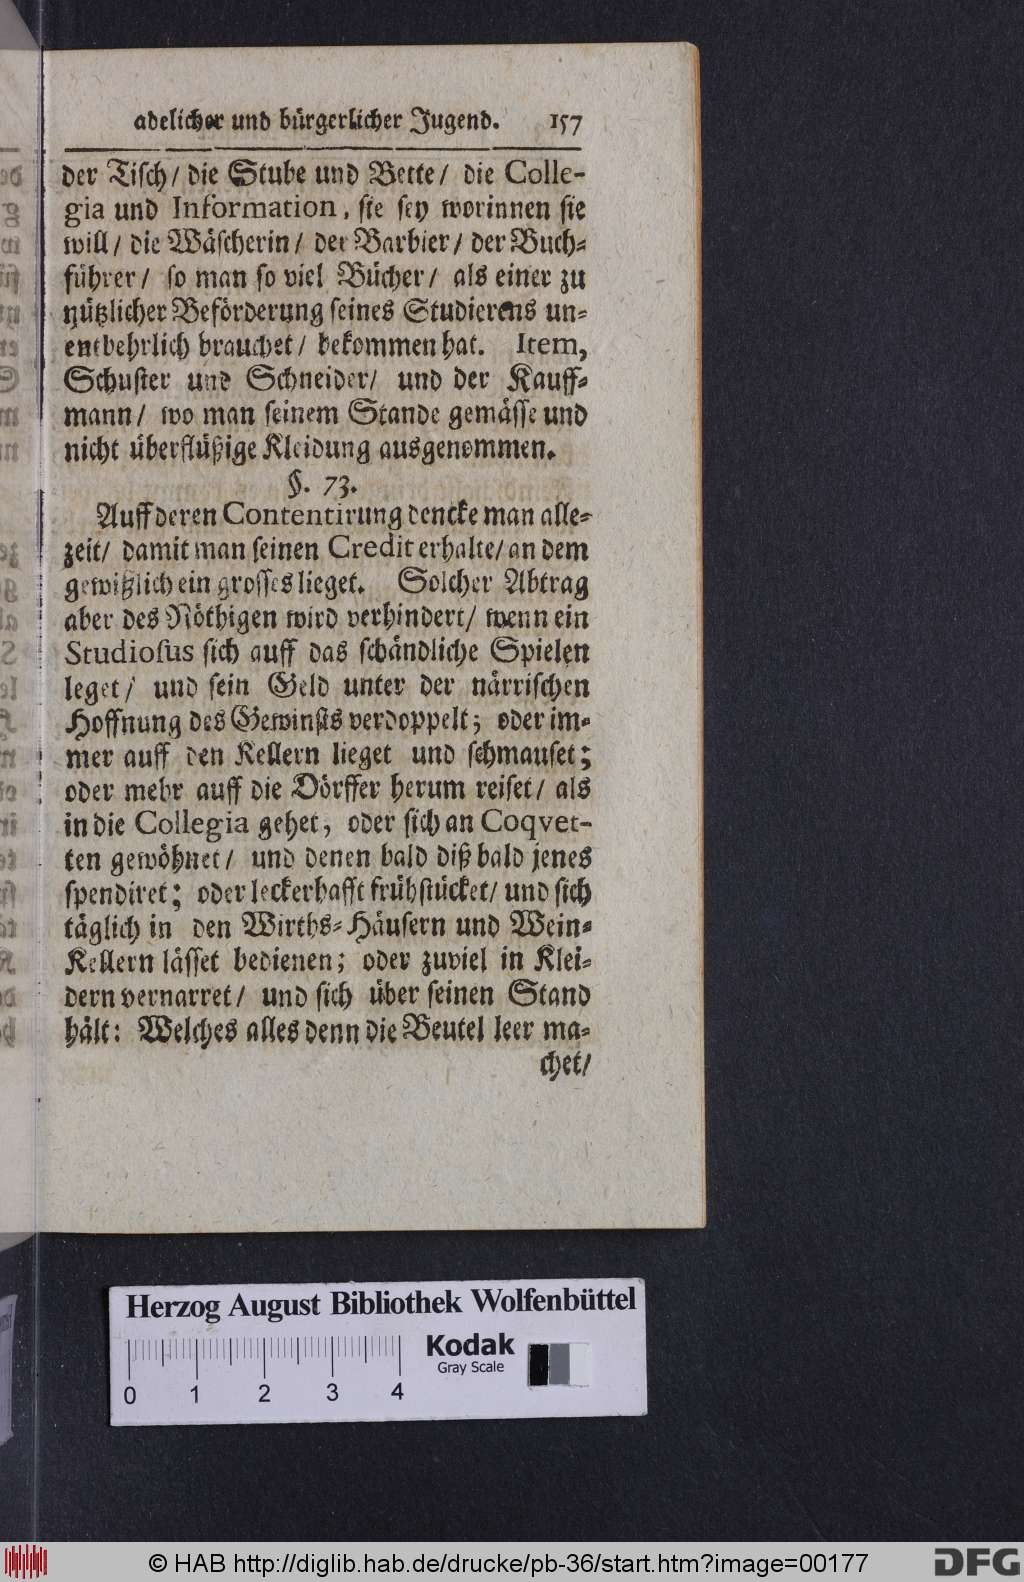 adelicher und bürgerlicher Jugend. 157
der Tisch/ die Stube und Bette/ die Colle-
gia und Information, sie sey worinnen sie
will/ die Wäscherin/ der Barbier/ der Buch-
führer/ so man so viel Bücher/ als einer zu
nützlicher Beförderung seines Studierens un-
entbehrlich brauchet/ bekommen hat. Item,
Schuster und Schneider/ und der Kauff-
mann/ wo man seinem Stande gemässe und
nicht überflüßige Kleidung ausgenommen.
§. 73.
Auff deren Contentirung dencke man alle-
zeit/ damit man seinen Credit erhalte/ an dem
gewißlich ein grosses lieget. Solcher Abtrag
aber des Nöthigen wird verhindert/ wenn ein
Studiosus sich auff das schändliche Spielen
leget/ und sein Geld unter der närrischen
Hoffnung des Gewinsts verdoppelt; oder im-
mer auff den Kellern lieget und schmauset;
oder mehr auff die Dörffer herum reiset/ als
in die Collegia gehet, oder sich an Coqvet-
ten gewöhnet/ und denen bald diß bald jenes
spendiret; oder leckerhafft frühstücket/ und sich
täglich in den Wirths-Häusern und Wein-
Kellern lässet bedienen; oder zuviel in Klei-
dern vernarret/ und sich über seinen Stand
hält: Welches alles denn die Beutel leer ma-
chet/
Herzog August Bibliothek Wolfenbüttel
Kodak
Gray Scale
0 1 2 3 4
© HAB http://diglib.hab.de/drucke/pb-36/start.htm?image=00177
DFG